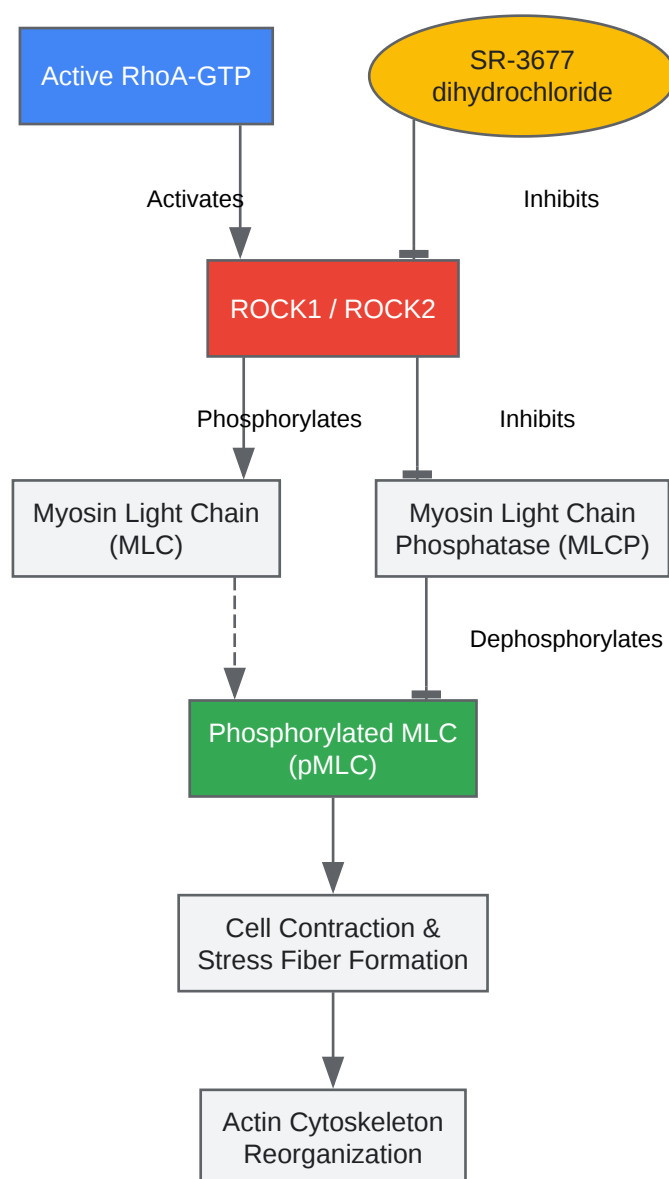 Active RhoA-GTP
SR-3677
dihydrochloride
Activates
Inhibits
ROCK1 / ROCK2
Phosphorylates
Inhibits
Myosin Light Chain
(MLC)
Myosin Light Chain
Phosphatase (MLCP)
Dephosphorylates
Phosphorylated MLC
(pMLC)
Cell Contraction &
Stress Fiber Formation
Actin Cytoskeleton
Reorganization